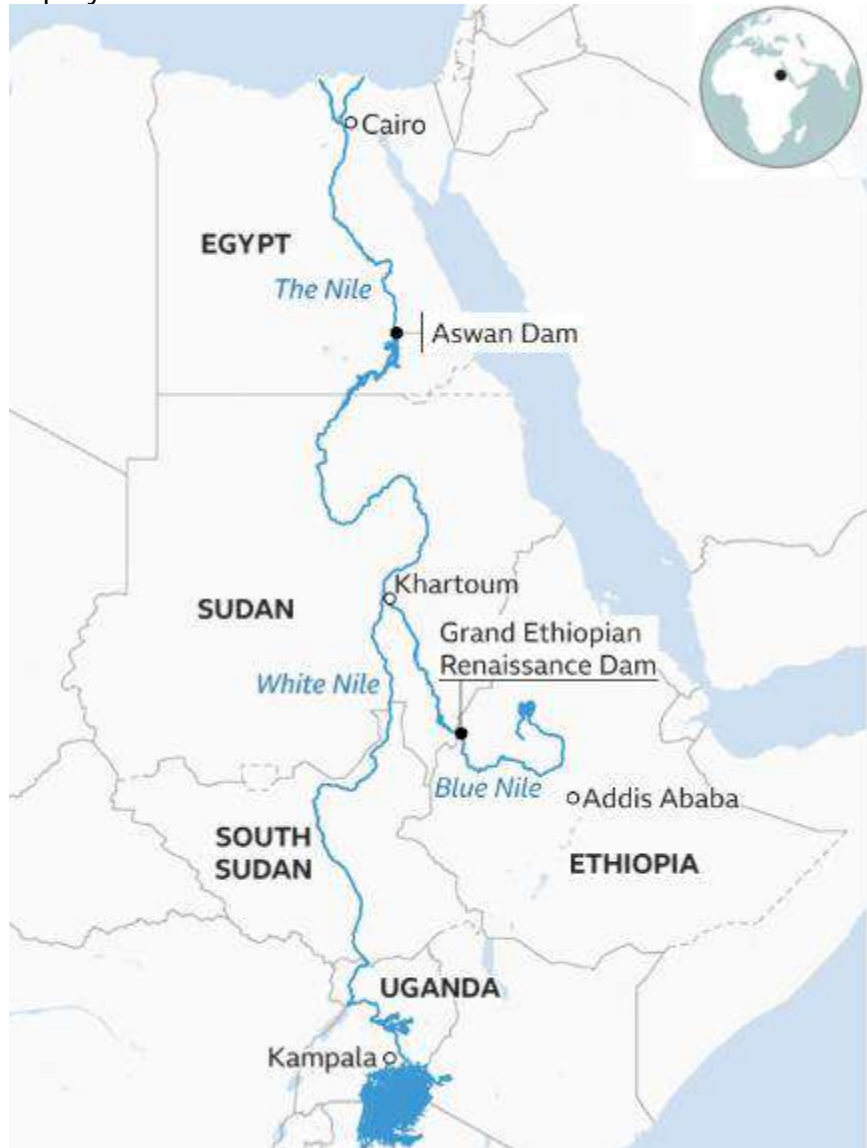 Cairo
EGYPT
The Nile
Aswan Dam
Khartoum
SUDAN
Grand Ethiopian
Renaissance Dam
White Nile
Blue Nile
Addis Ababa
SOUTH
SUDAN
ETHIOPIA
UGANDA
Kampala